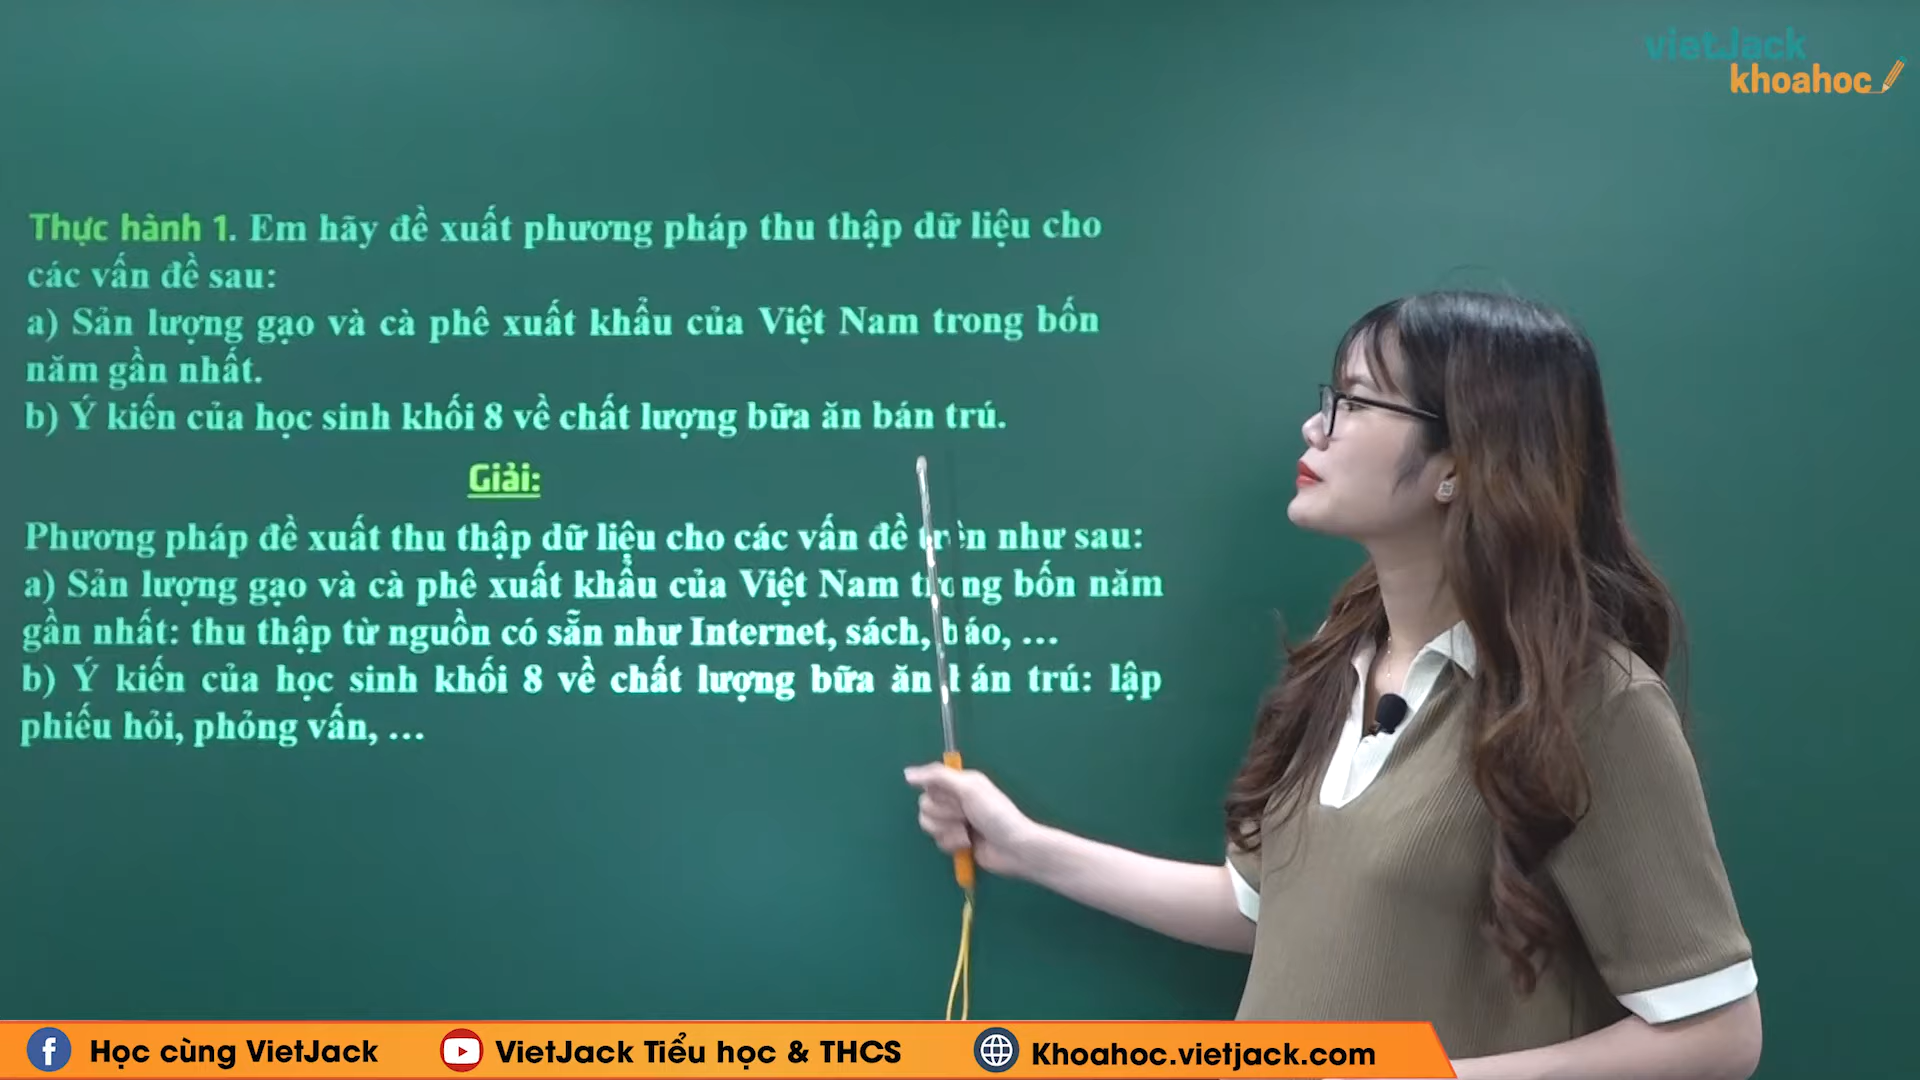 vietJack
khoahoc
Thực hành 1. Em hãy đề xuất phương pháp thu thập dữ liệu cho
các vấn đề sau:
a) Sản lượng gạo và cà phê xuất khẩu của Việt Nam trong bốn
năm gần nhất.
b) Ý kiến của học sinh khối 8 về chất lượng bữa ăn bán trú.
Giải:
Phương pháp đề xuất thu thập dữ liệu cho các vấn đề trên như sau:
a) Sản lượng gạo và cà phê xuất khẩu của Việt Nam trong bốn năm
gần nhất: thu thập từ nguồn có sẵn như Internet, sách, báo, ...
b) Ý kiến của học sinh khối 8 về chất lượng bữa ăn bán trú: lập
phiếu hỏi, phỏng vấn, ...
Học cùng VietJack
VietJack Tiểu học & THCS
Khoahoc.vietjack.com